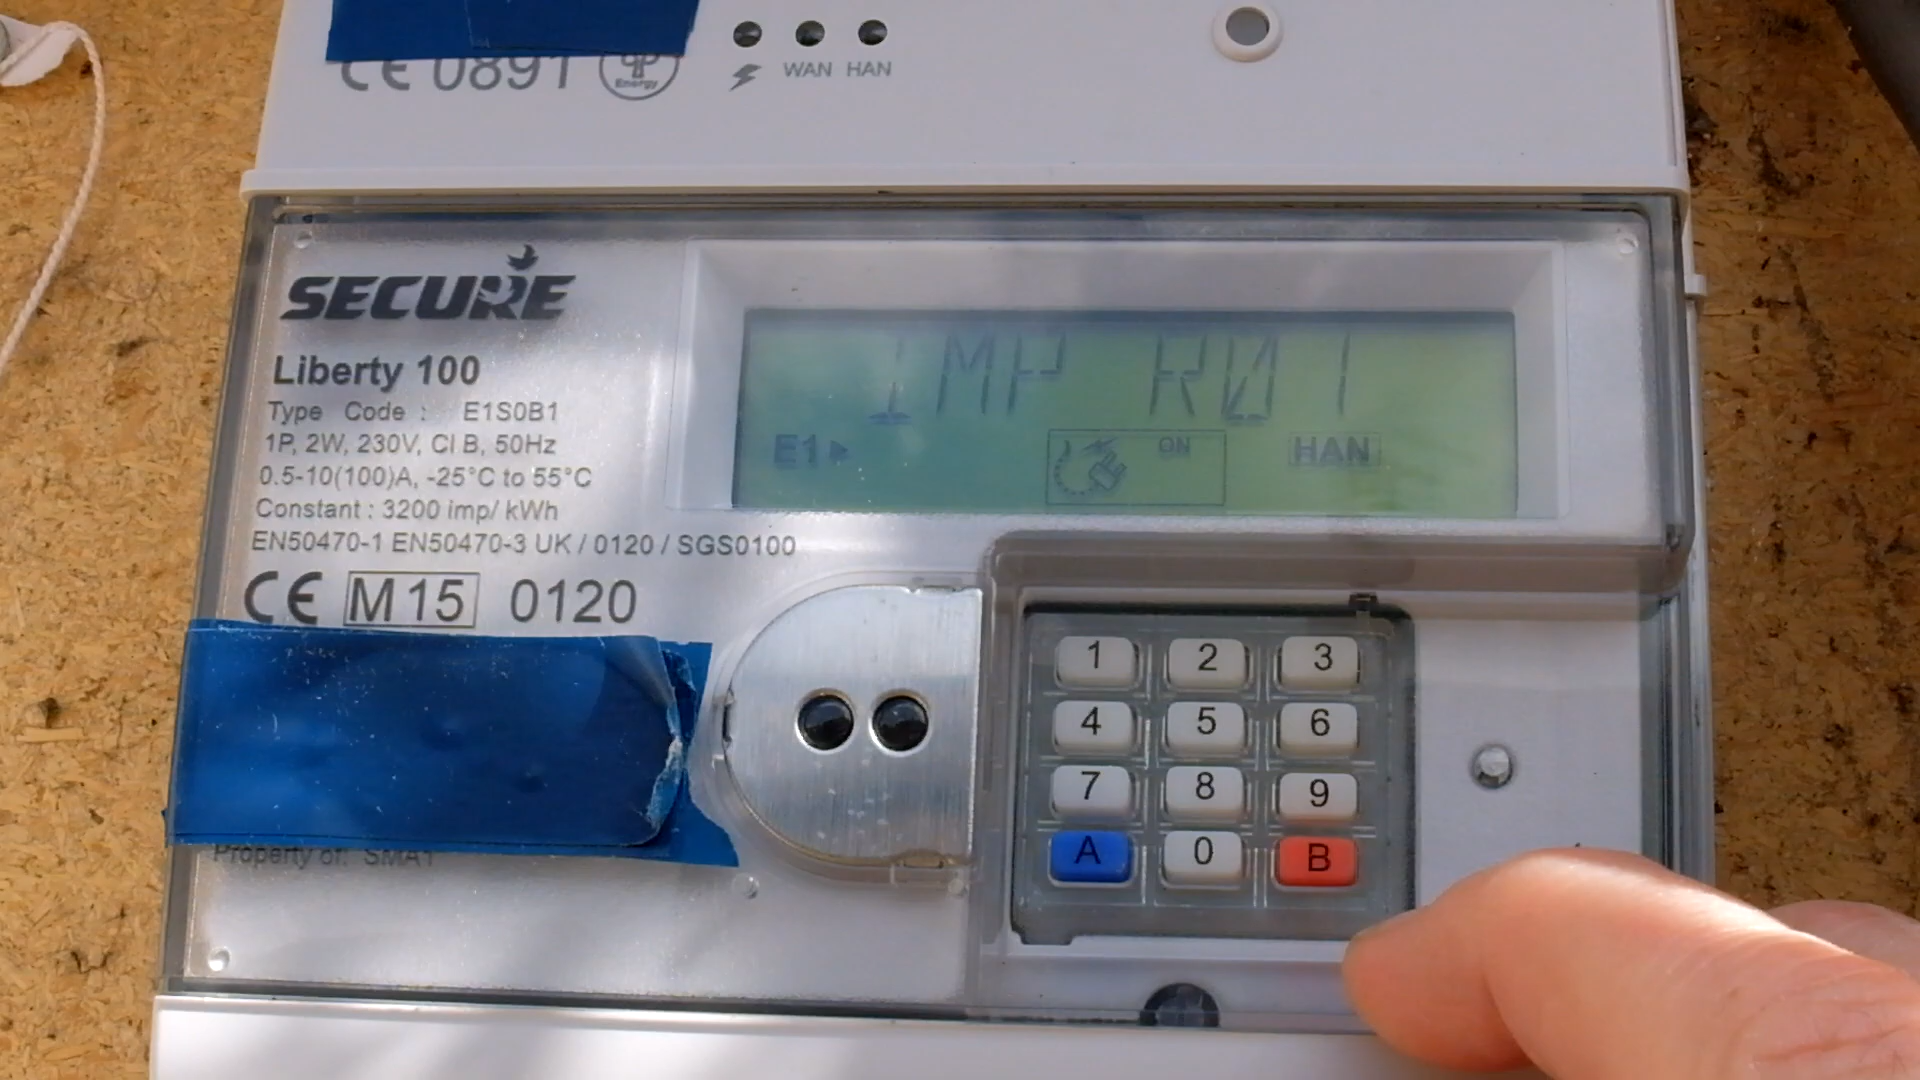 CE 0891 Energy
WAN HAN
SECURE
Liberty 100
Type Code : E1S0B1
1P, 2W, 230V, Cl B, 50Hz
0.5-10(100)A, -25°C to 55°C
Constant : 3200 imp/ kWh
EN50470-1 EN50470-3 UK / 0120 / SGS0100
CE M15 0120
Property of: SMA1
IMP R01
E1 ON HAN
1 2 3
4 5 6
7 8 9
A 0 B